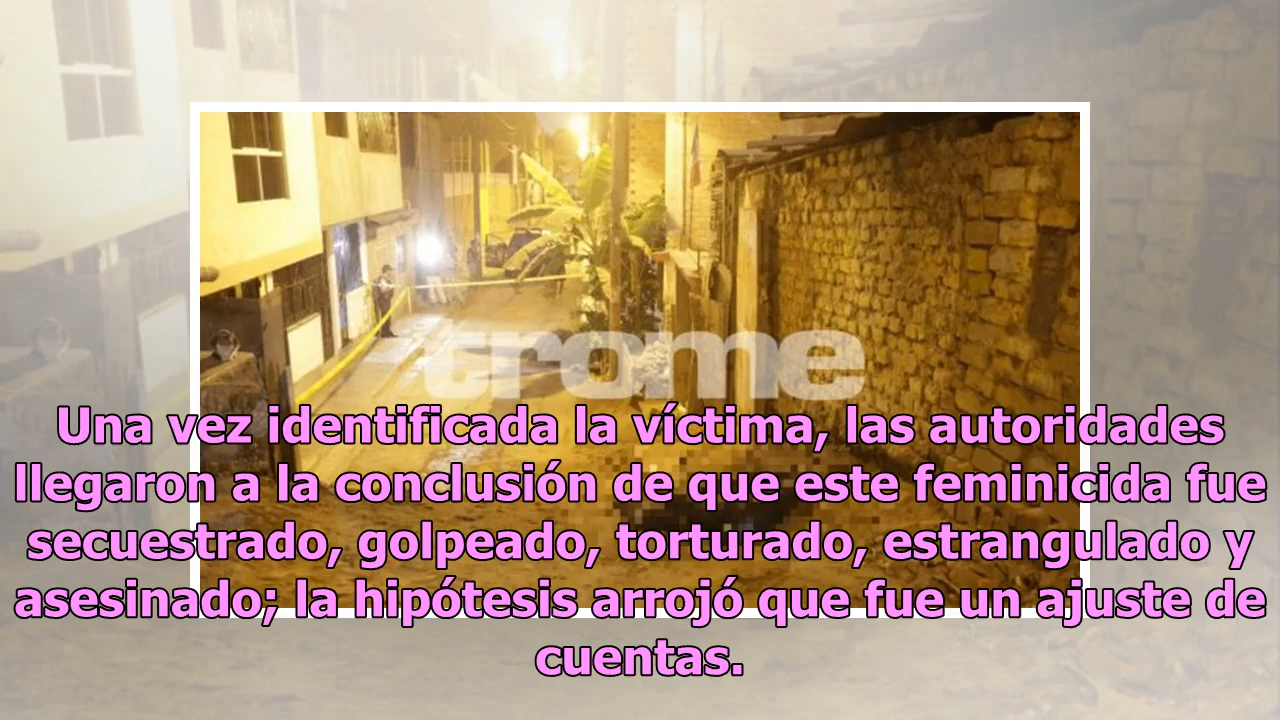 trome
Una vez identificada la víctima, las autoridades
llegaron a la conclusión de que este feminicida fue
secuestrado, golpeado, torturado, estrangulado y
asesinado; la hipótesis arrojó que fue un ajuste de
cuentas.